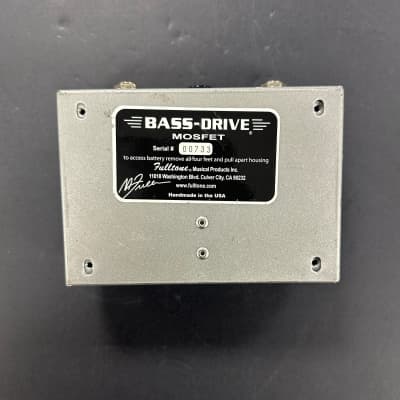 BASS-DRIVE®
MOSFET
Serial # 00733
to access battery remove all four feet and pull apart housing
Fulltone® Musical Products Inc.
11018 Washington Blvd. Culver City, CA 90232
www.fulltone.com
Handmade in the USA
M Fuller